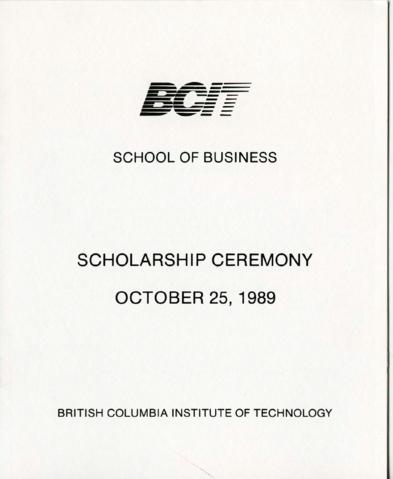 BCIT
SCHOOL OF BUSINESS
SCHOLARSHIP CEREMONY
OCTOBER 25, 1989
BRITISH COLUMBIA INSTITUTE OF TECHNOLOGY